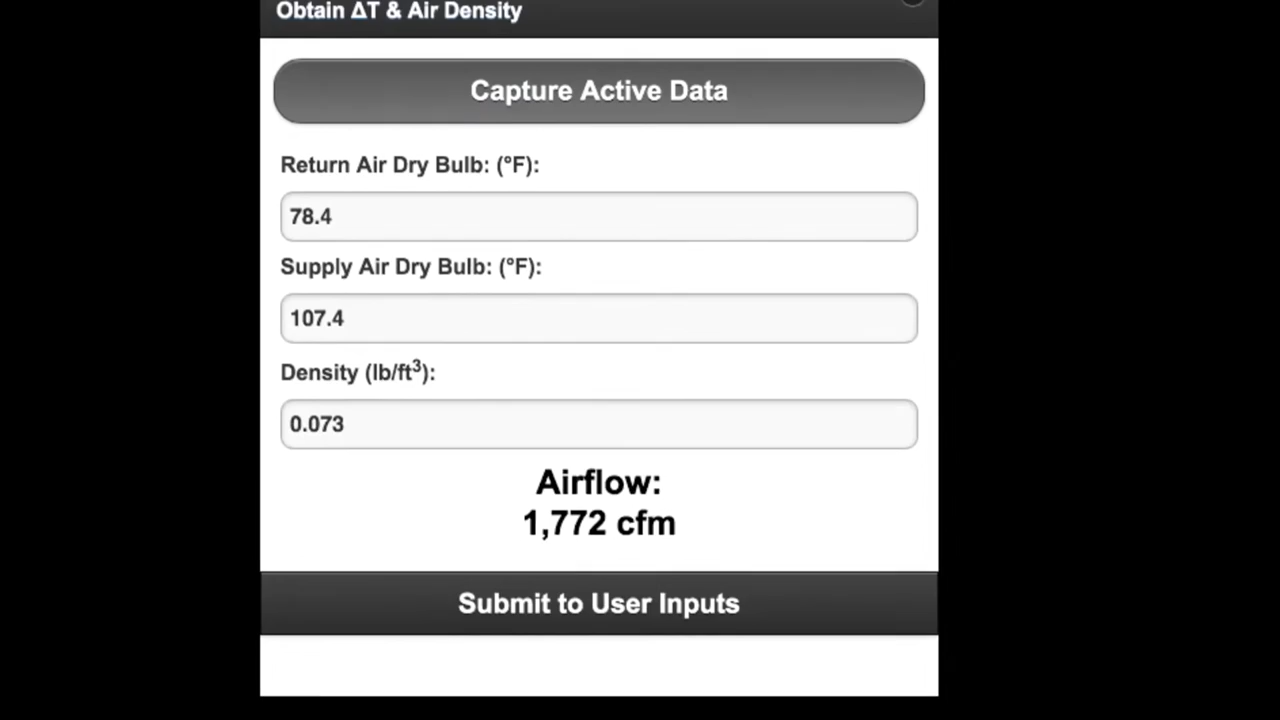 Obtain ΔT & Air Density
Capture Active Data
Return Air Dry Bulb: (°F):
78.4
Supply Air Dry Bulb: (°F):
107.4
Density (lb/ft³):
0.073
Airflow:
1,772 cfm
Submit to User Inputs